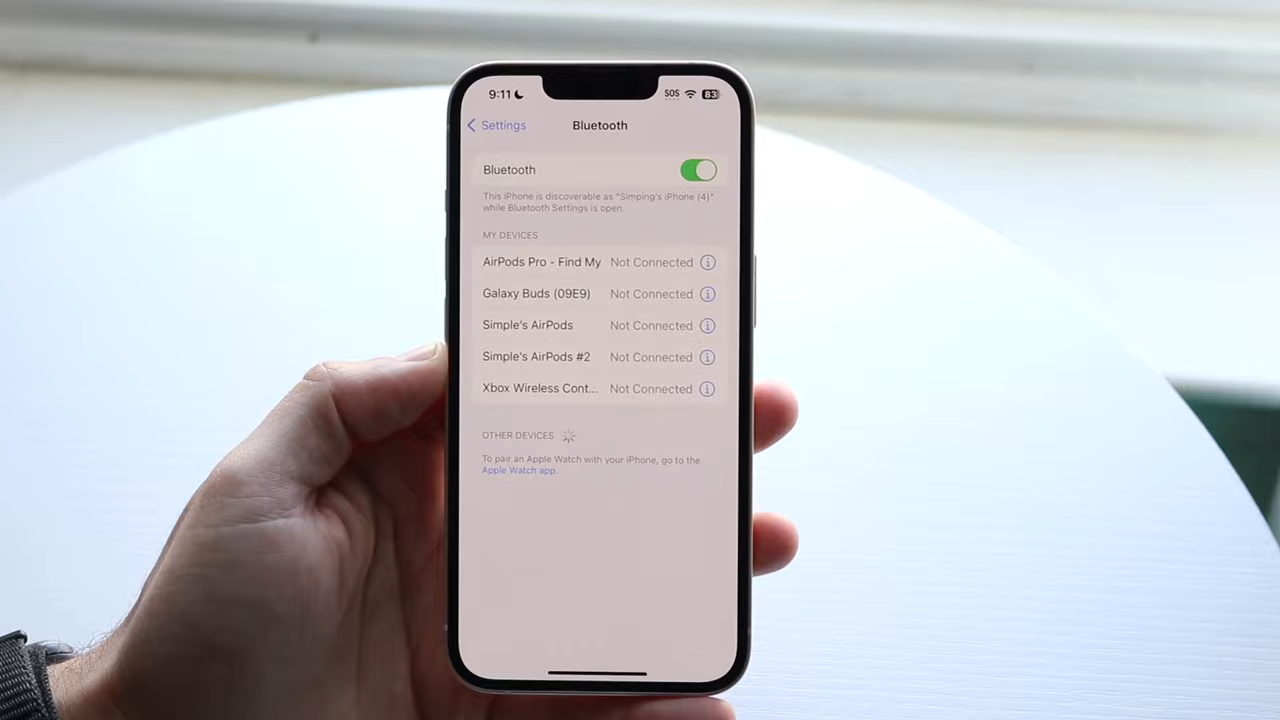 9:11 SOS 83
Settings Bluetooth
Bluetooth
This iPhone is discoverable as "Simping's iPhone (4)"
while Bluetooth Settings is open.
MY DEVICES
AirPods Pro - Find My Not Connected
Galaxy Buds (09E9) Not Connected
Simple's AirPods Not Connected
Simple's AirPods #2 Not Connected
Xbox Wireless Cont... Not Connected
OTHER DEVICES
To pair an Apple Watch with your iPhone, go to the
Apple Watch app.